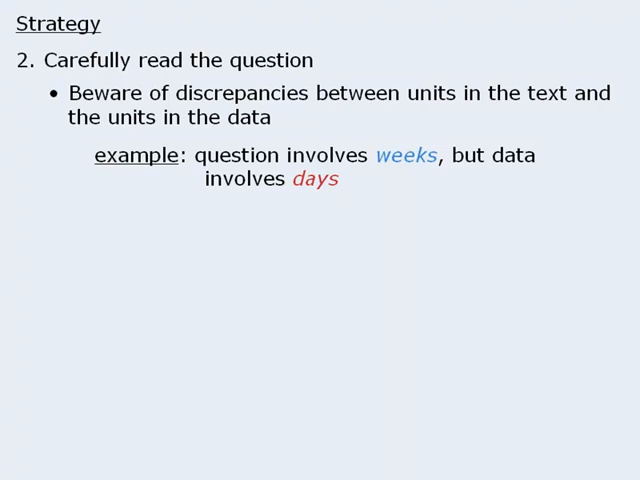 Strategy
2. Carefully read the question
• Beware of discrepancies between units in the text and
the units in the data
example: question involves weeks, but data
involves days